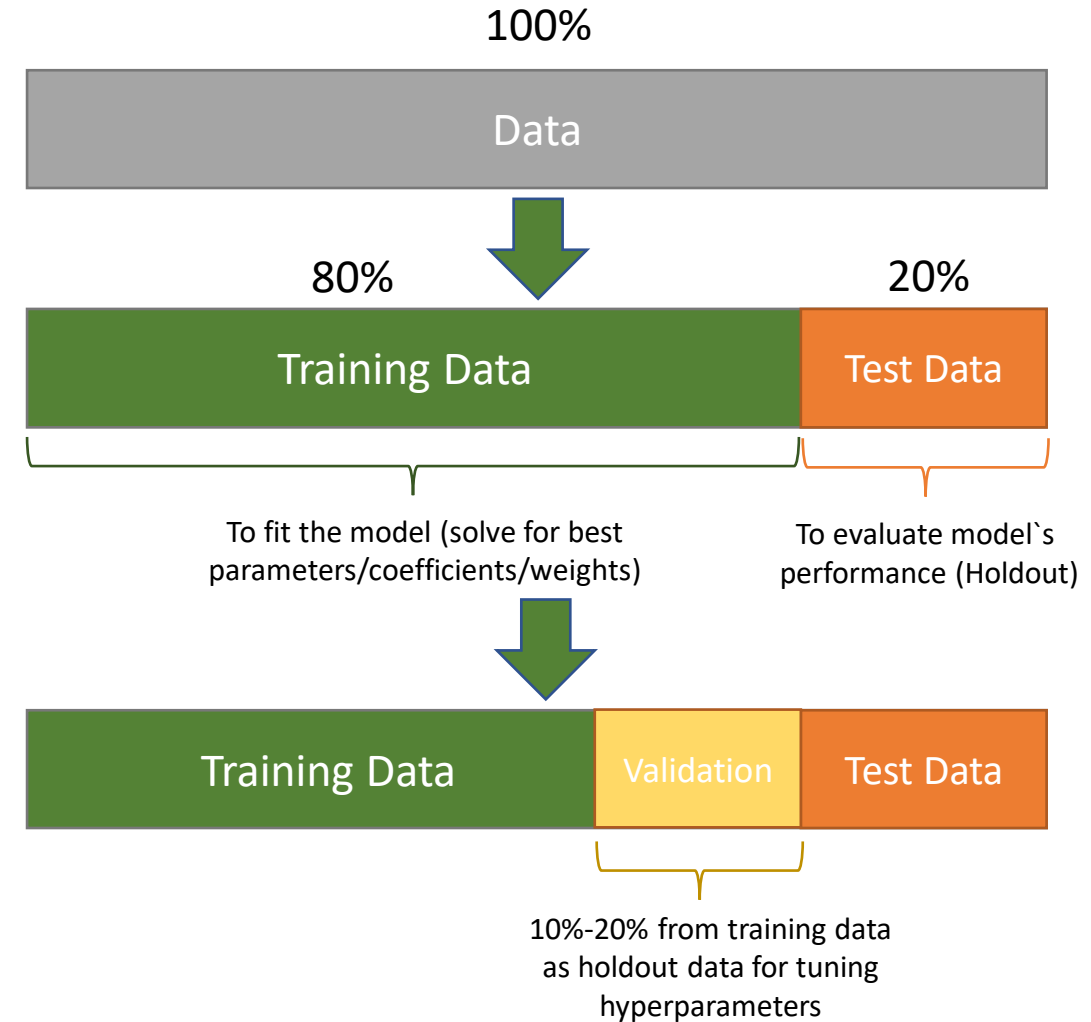 100%
Data
80%
20%
Training Data
Test Data
To fit the model (solve for best
parameters/coefficients/weights)
To evaluate model`s
performance (Holdout)
Training Data
Validation
Test Data
10%-20% from training data
as holdout data for tuning
hyperparameters